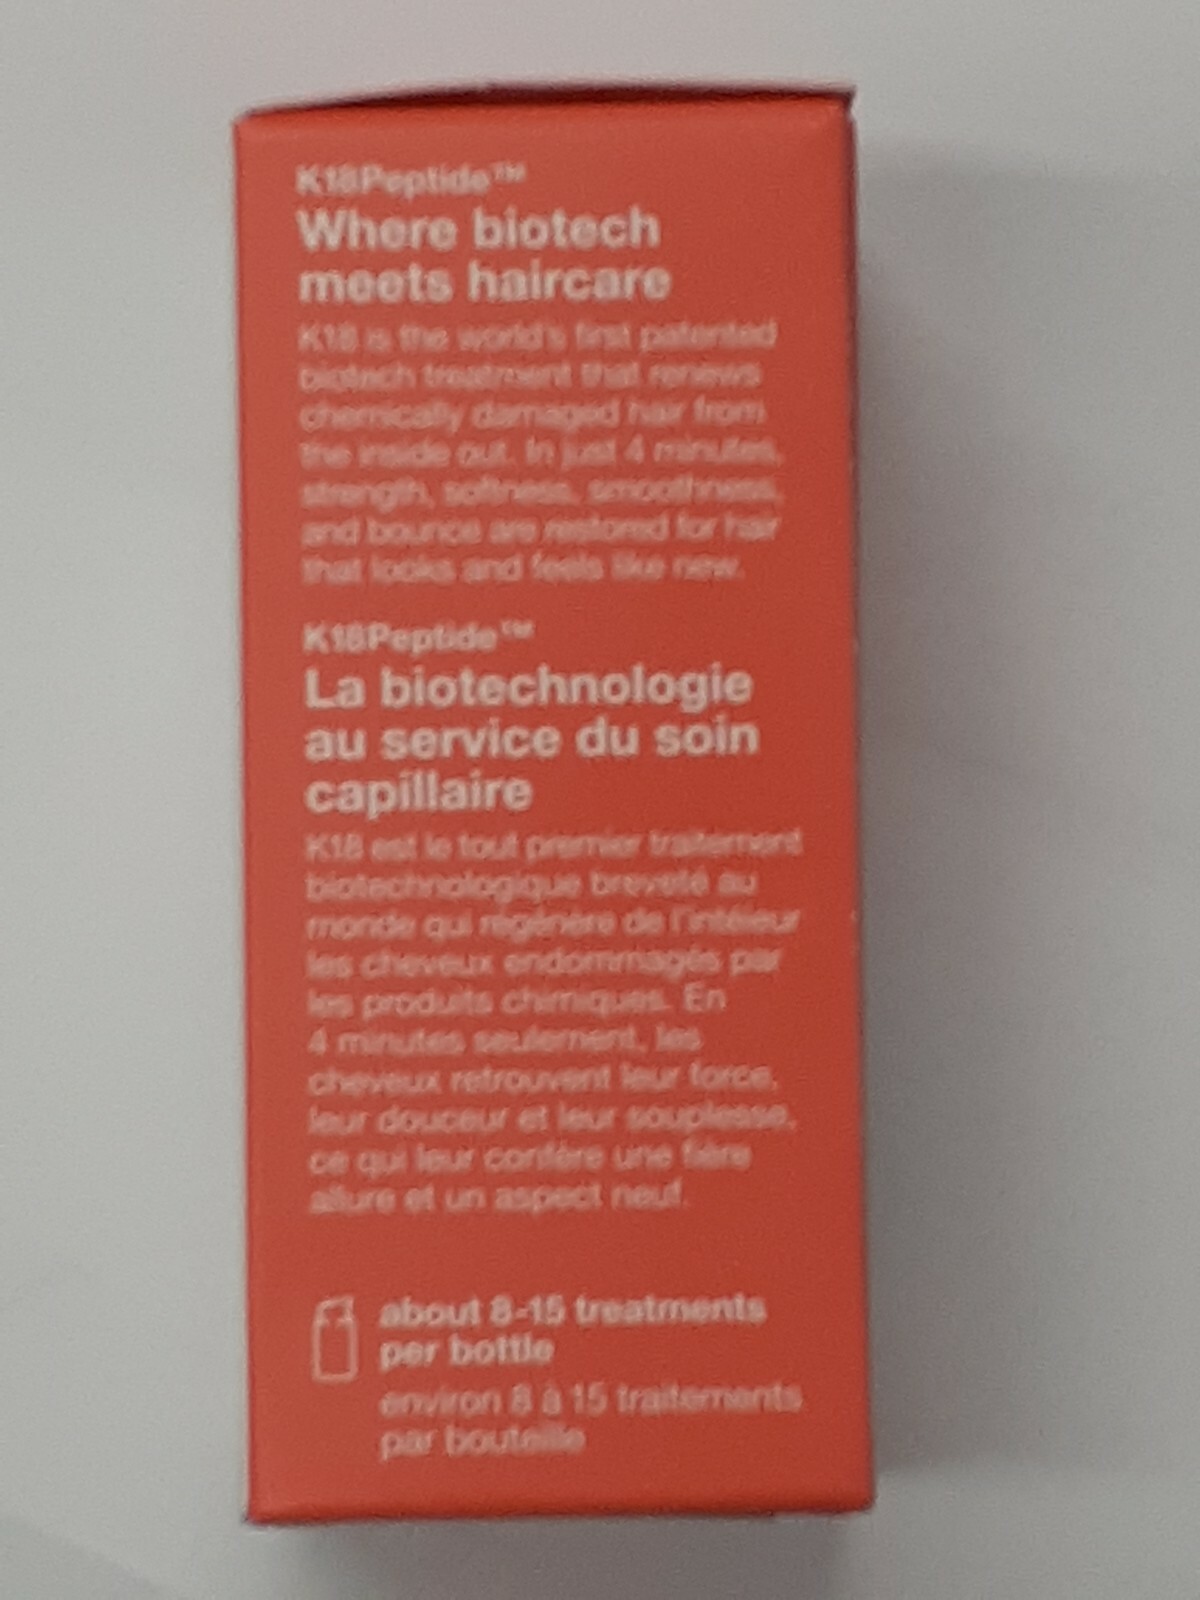 K18Peptide™
Where biotech
meets haircare
K18 is the world's first patented
biotech treatment that renews
chemically damaged hair from
the inside out. In just 4 minutes,
strength, softness, smoothness,
and bounce are restored for hair
that looks and feels like new.
K18Peptide™
La biotechnologie
au service du soin
capillaire
K18 est le tout premier traitement
biotechnologique breveté au
monde qui régénère de l'intéieur
les cheveux endommagés par
les produits chimiques. En
4 minutes seulement, les
cheveux retrouvent leur force,
leur douceur et leur souplesse,
ce qui leur confère une fière
allure et un aspect neuf.
about 8-15 treatments
per bottle
environ 8 à 15 traitements
par bouteille